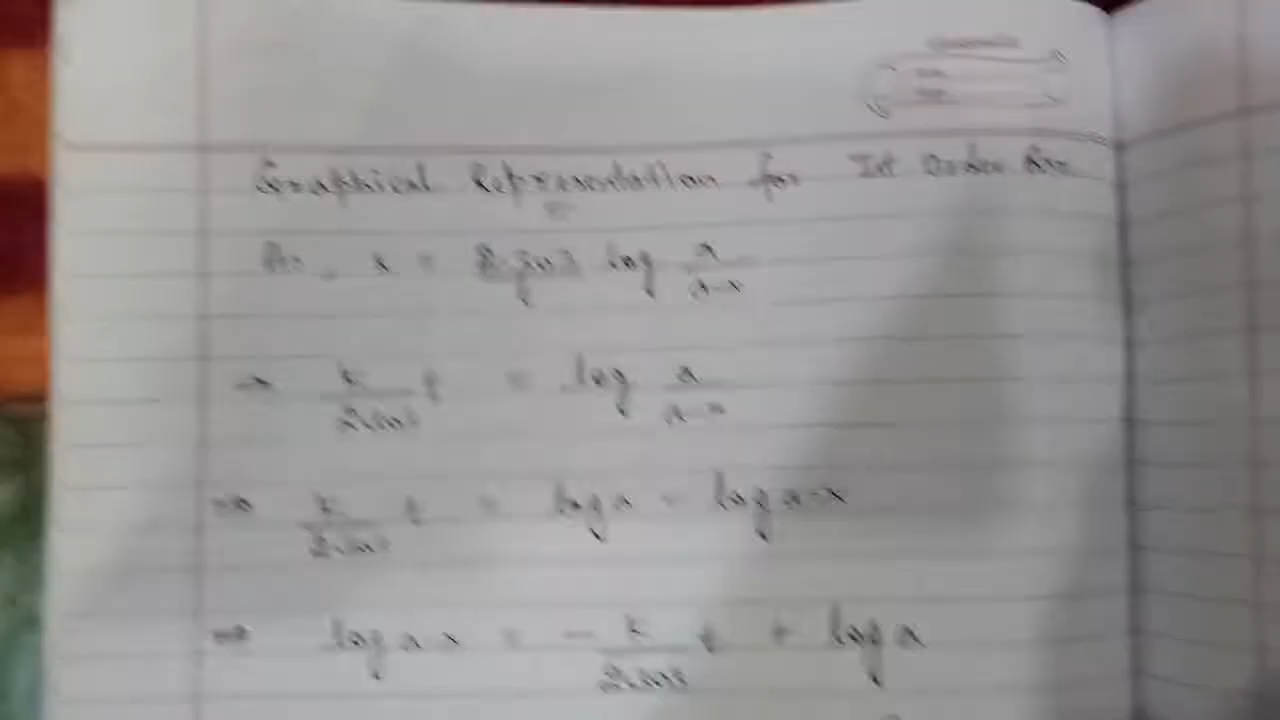 Graphical Representation for Ist Order Rxn
k = 2.303 log a/a-x
→ k/2.303 t = log a/a-x
⇒ k/2.303 t = log a - log a-x
⇒ log a-x = - k/2.303 t + log a